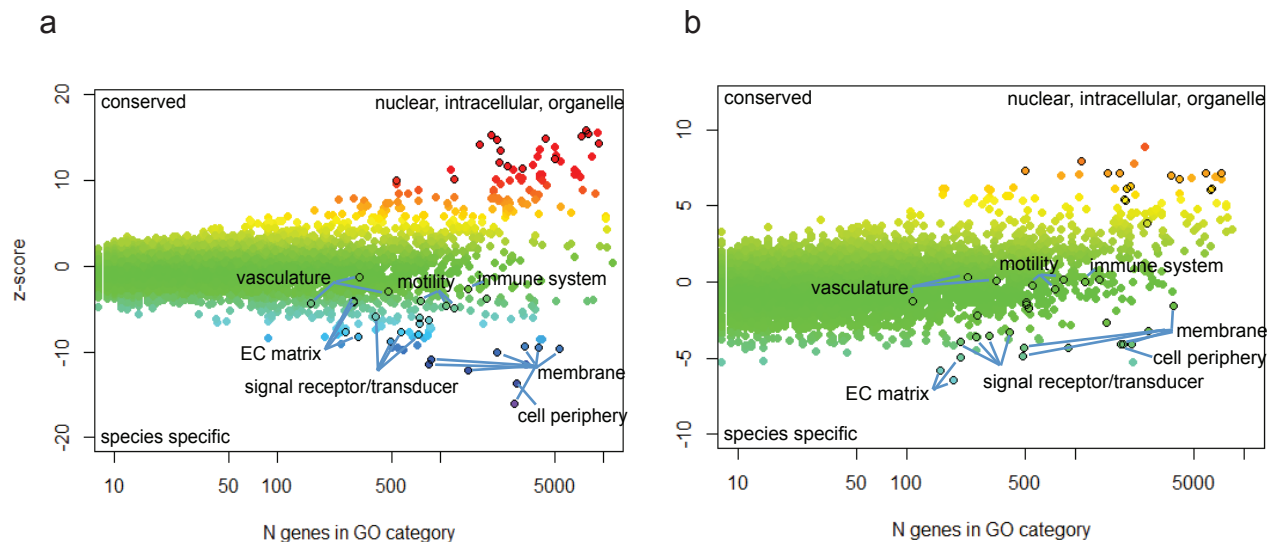 a
z-score
20
10
0
-10
-20
conserved
nuclear, intracellular, organelle
vasculature
motility
immune system
EC matrix
signal receptor/transducer
membrane
cell periphery
species specific
10 50 100 500 5000
N genes in GO category
b
10
5
0
-5
-10
conserved
nuclear, intracellular, organelle
motility
immune system
vasculature
membrane
cell periphery
signal receptor/transducer
EC matrix
species specific
10 50 100 500 5000
N genes in GO category